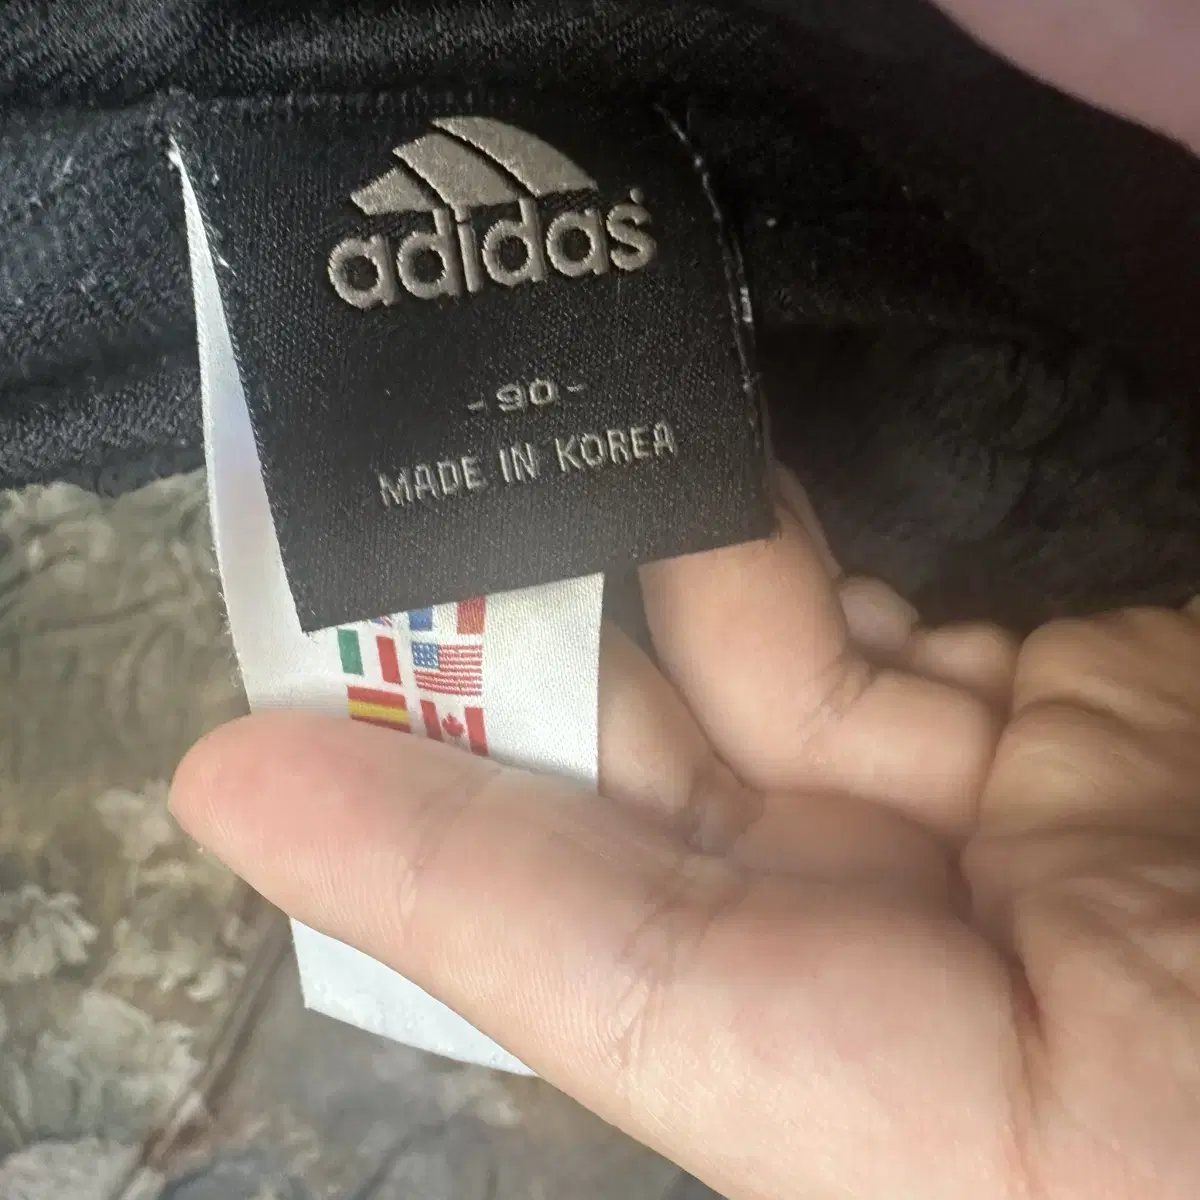 adidas
- 90 -
MADE IN KOREA